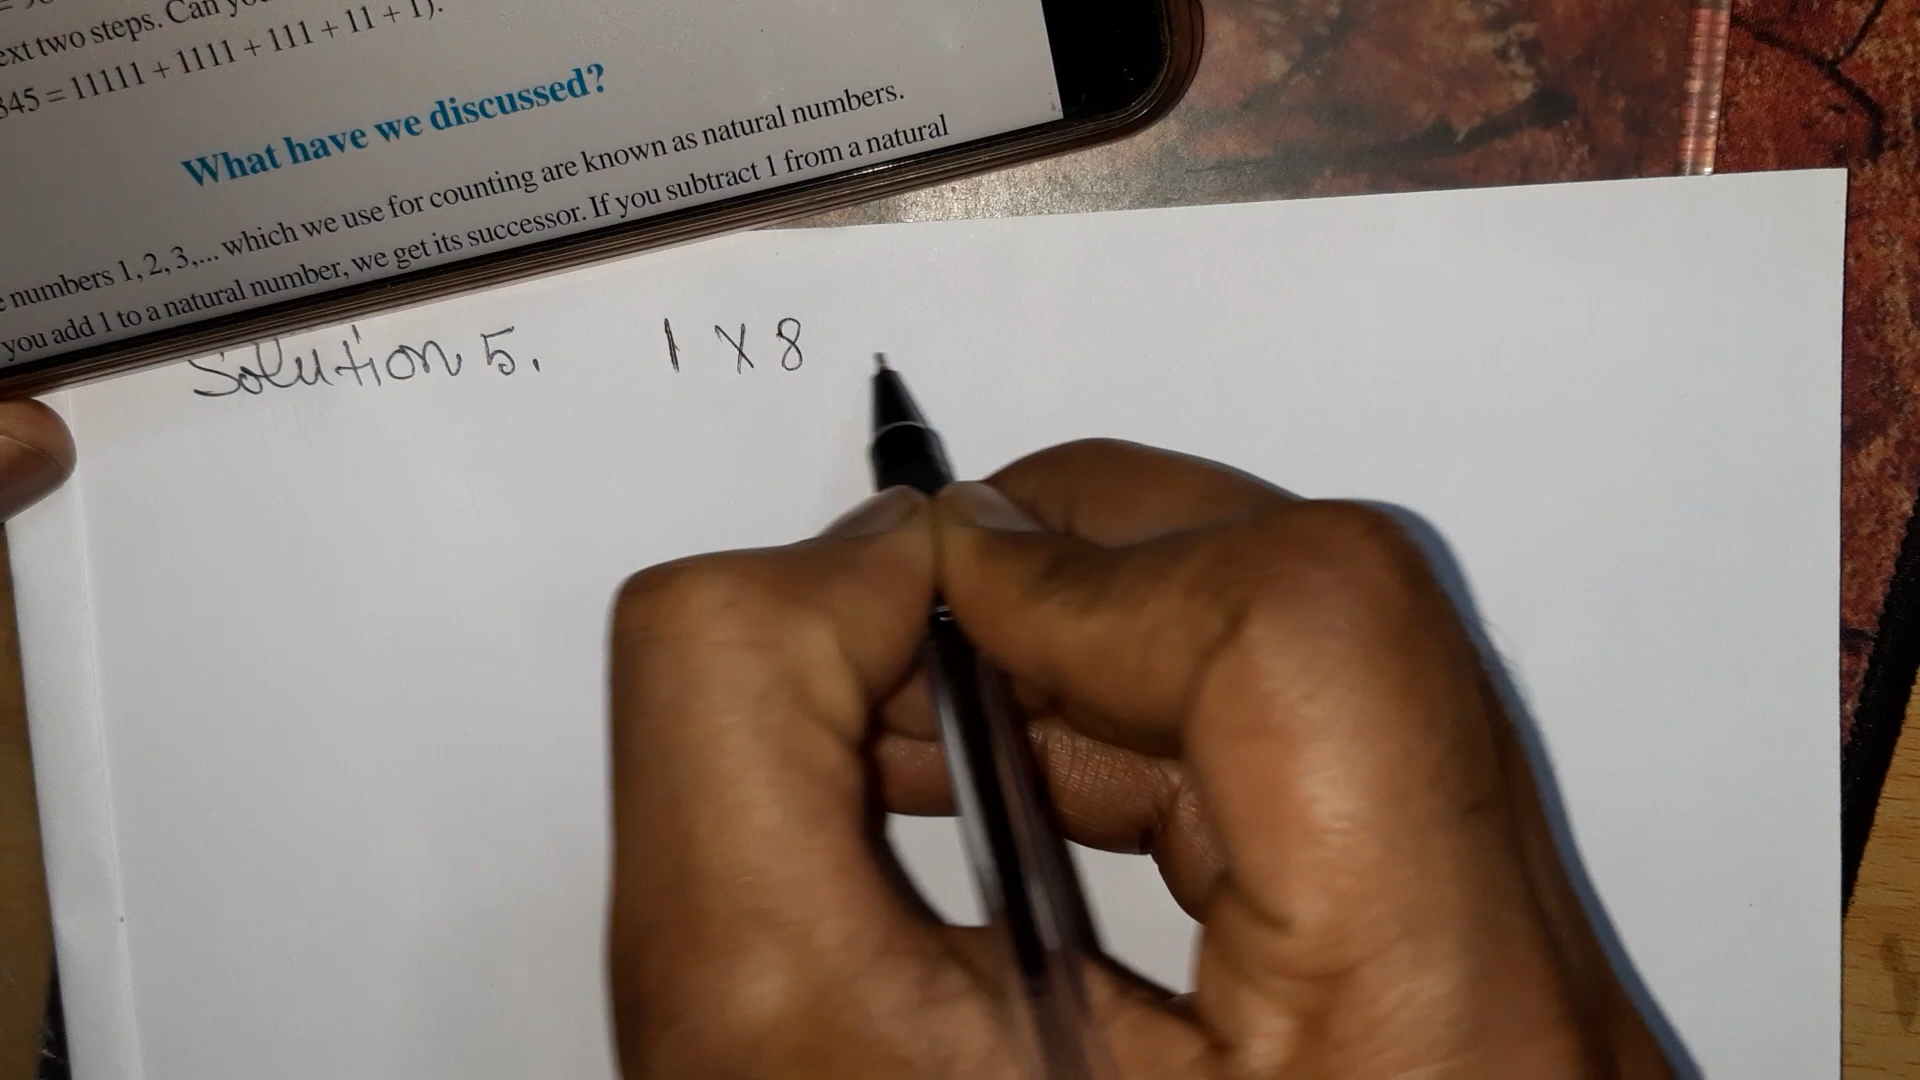 ext two steps. Can
345 = 11111 + 1111 + 111 + 11 + 1).
What have we discussed?
numbers 1, 2, 3,... which we use for counting are known as natural numbers.
you add 1 to a natural number, we get its successor. If you subtract 1 from a natural
Solution 5. 1 X 8